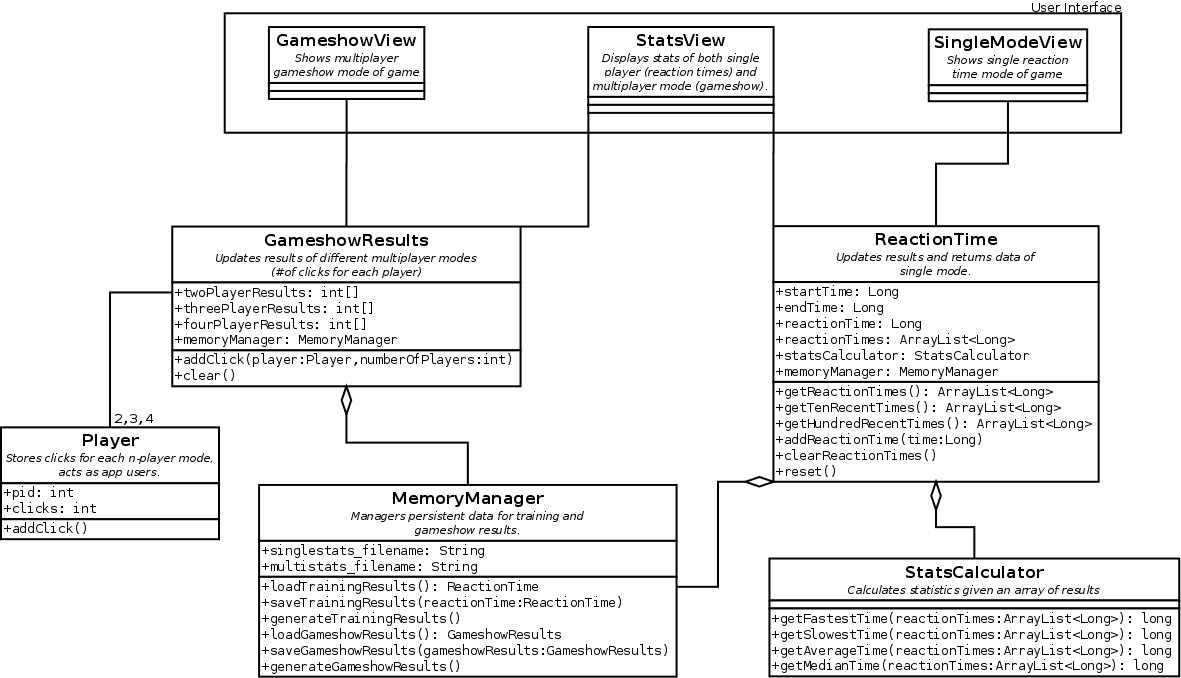 User Interface
GameshowView
Shows multiplayer
gameshow mode of game
StatsView
Displays stats of both single
player (reaction times) and
multiplayer mode (gameshow).
SingleModeView
Shows single reaction
time mode of game
GameshowResults
Updates results of different multiplayer modes
(#of clicks for each player)
+twoPlayerResults: int[]
+threePlayerResults: int[]
+fourPlayerResults: int[]
+memoryManager: MemoryManager
+addClick(player:Player,numberOfPlayers:int)
+clear()
ReactionTime
Updates results and returns data of
single mode.
+startTime: Long
+endTime: Long
+reactionTime: Long
+reactionTimes: ArrayList<Long>
+statsCalculator: StatsCalculator
+memoryManager: MemoryManager
+getReactionTimes(): ArrayList<Long>
+getTenRecentTimes(): ArrayList<Long>
+getHundredRecentTimes(): ArrayList<Long>
+addReactionTime(time:Long)
+clearReactionTimes()
+reset()
2,3,4
Player
Stores clicks for each n-player mode,
acts as app users.
+pid: int
+clicks: int
+addClick()
MemoryManager
Managers persistent data for training and
gameshow results.
+singlestats_filename: String
+multistats_filename: String
+loadTrainingResults(): ReactionTime
+saveTrainingResults(reactionTime:ReactionTime)
+generateTrainingResults()
+loadGameshowResults(): GameshowResults
+saveGameshowResults(gameshowResults:GameshowResults)
+generateGameshowResults()
StatsCalculator
Calculates statistics given an array of results
+getFastestTime(reactionTimes:ArrayList<Long>): long
+getSlowestTime(reactionTimes:ArrayList<Long>): long
+getAverageTime(reactionTimes:ArrayList<Long>): long
+getMedianTime(reactionTimes:ArrayList<Long>): long